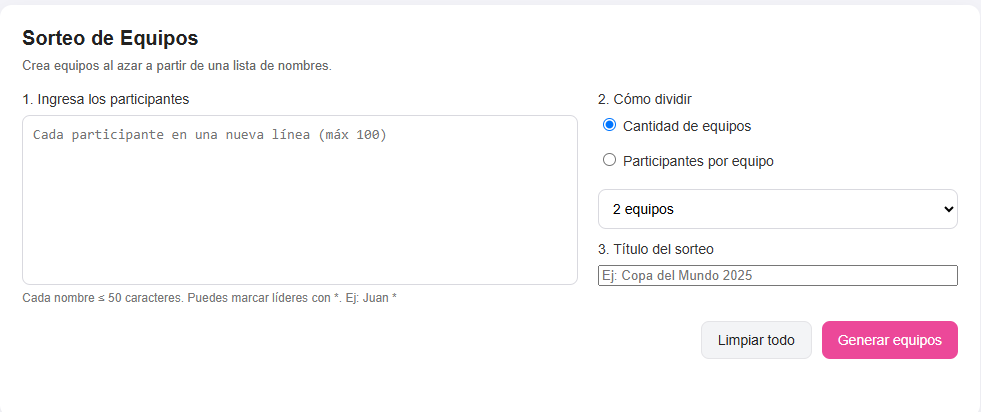 Sorteo de Equipos
Crea equipos al azar a partir de una lista de nombres.
1. Ingresa los participantes
Cada participante en una nueva línea (máx 100)
Cada nombre ≤ 50 caracteres. Puedes marcar líderes con *. Ej: Juan *
2. Cómo dividir
Cantidad de equipos
Participantes por equipo
2 equipos
3. Título del sorteo
Ej: Copa del Mundo 2025
Limpiar todo
Generar equipos